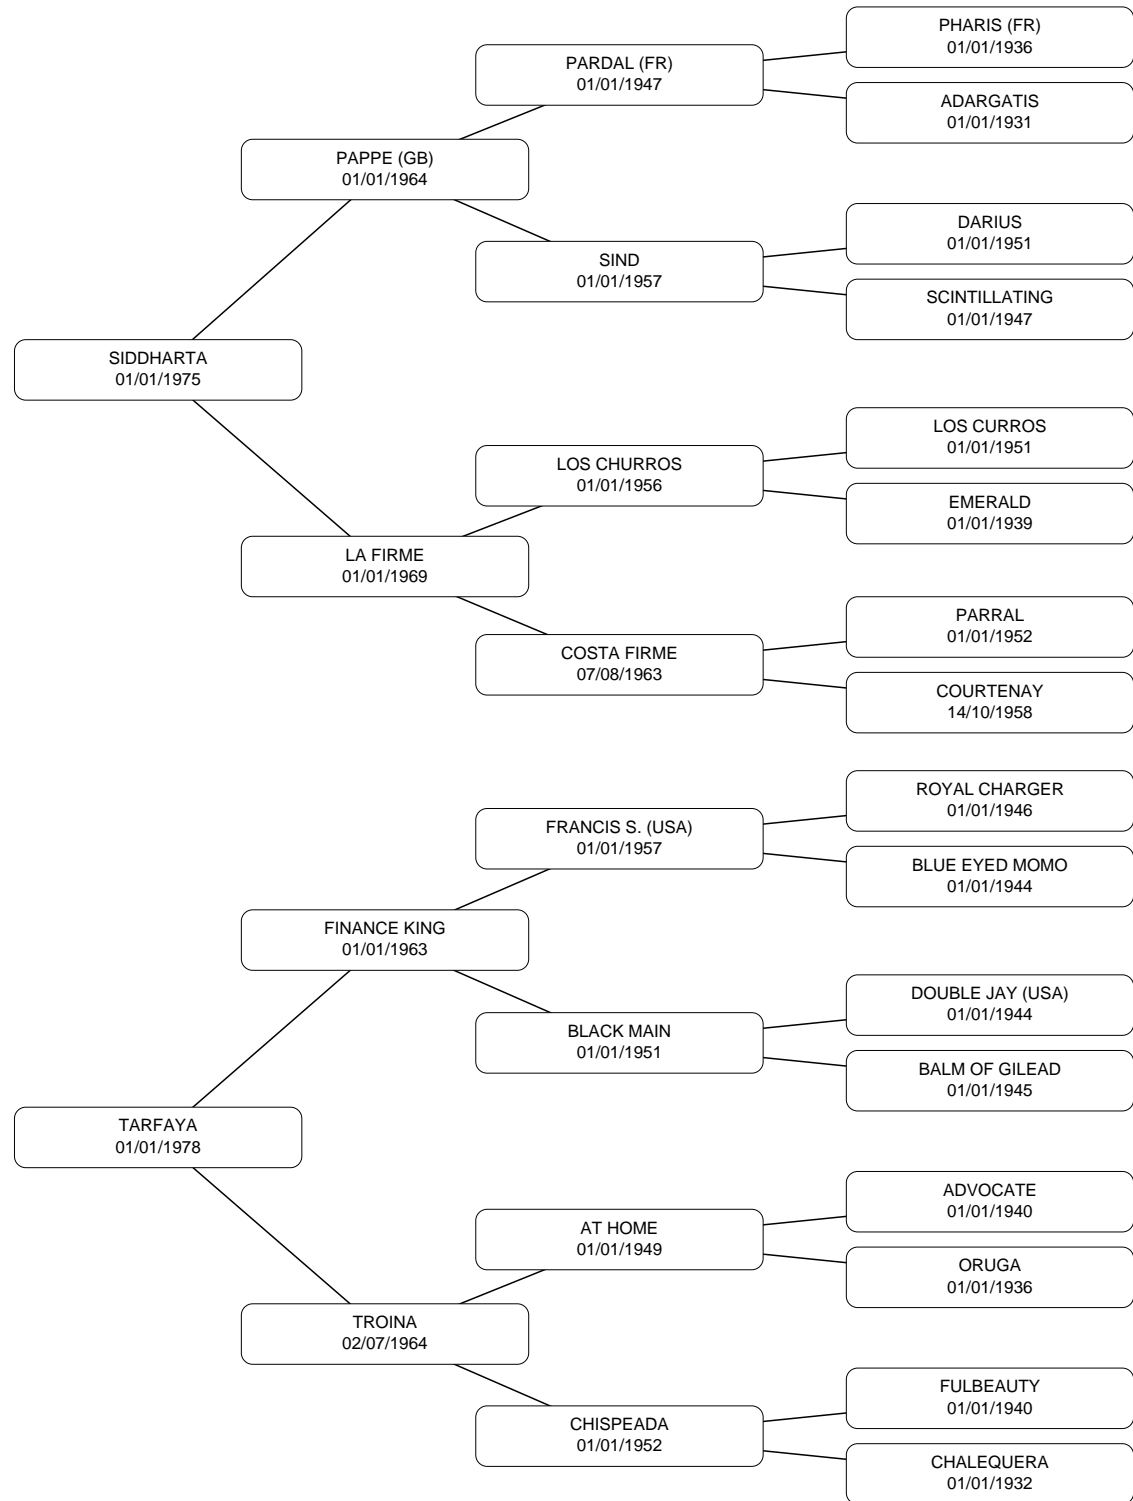 PHARIS (FR)
01/01/1936
PARDAL (FR)
01/01/1947
ADARGATIS
01/01/1931
PAPPE (GB)
01/01/1964
DARIUS
01/01/1951
SIND
01/01/1957
SCINTILLATING
01/01/1947
SIDDHARTA
01/01/1975
LOS CURROS
01/01/1951
LOS CHURROS
01/01/1956
EMERALD
01/01/1939
LA FIRME
01/01/1969
PARRAL
01/01/1952
COSTA FIRME
07/08/1963
COURTENAY
14/10/1958
ROYAL CHARGER
01/01/1946
FRANCIS S. (USA)
01/01/1957
BLUE EYED MOMO
01/01/1944
FINANCE KING
01/01/1963
DOUBLE JAY (USA)
01/01/1944
BLACK MAIN
01/01/1951
BALM OF GILEAD
01/01/1945
TARFAYA
01/01/1978
ADVOCATE
01/01/1940
AT HOME
01/01/1949
ORUGA
01/01/1936
TROINA
02/07/1964
FULBEAUTY
01/01/1940
CHISPEADA
01/01/1952
CHALEQUERA
01/01/1932